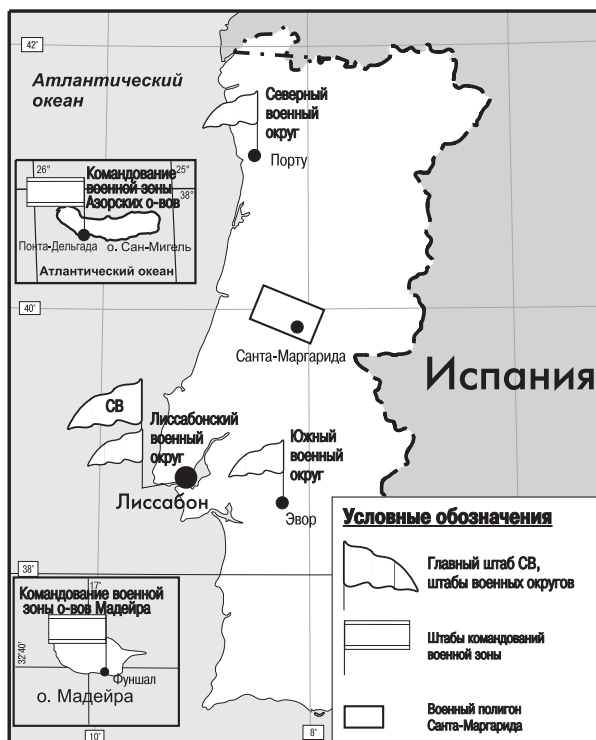 42°
Атлантический
океан
Северный
военный
округ
Порту
26°
25°
38°
Командование
военной зоны
Азорских о-вов
Понта-Дельгада
о. Сан-Мигель
Атлантический океан
40°
Санта-Маргарида
Испания
СВ
Лиссабонский
военный
округ
Лиссабон
Южный
военный
округ
Эвор
38°
17°
Командование военной
зоны о-вов Мадейра
32°40'
Фуншал
о. Мадейра
10°
8°
Условные обозначения
Главный штаб СВ,
штабы военных округов
Штабы командований
военной зоны
Военный полигон
Санта-Маргарида